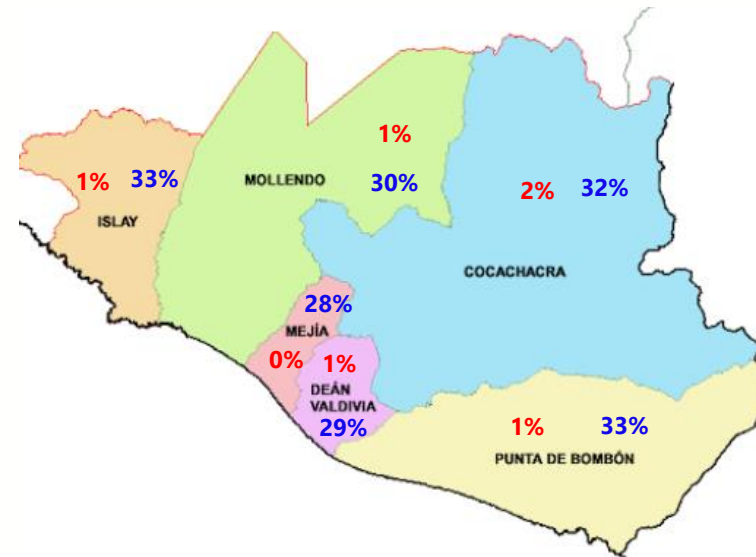 1%
1% 33%
MOLLENDO
30%
2% 32%
ISLAY
COCACHACRA
28%
MEJÍA
0%
1%
DEÁN
VALDIVIA
29%
1% 33%
PUNTA DE BOMBÓN